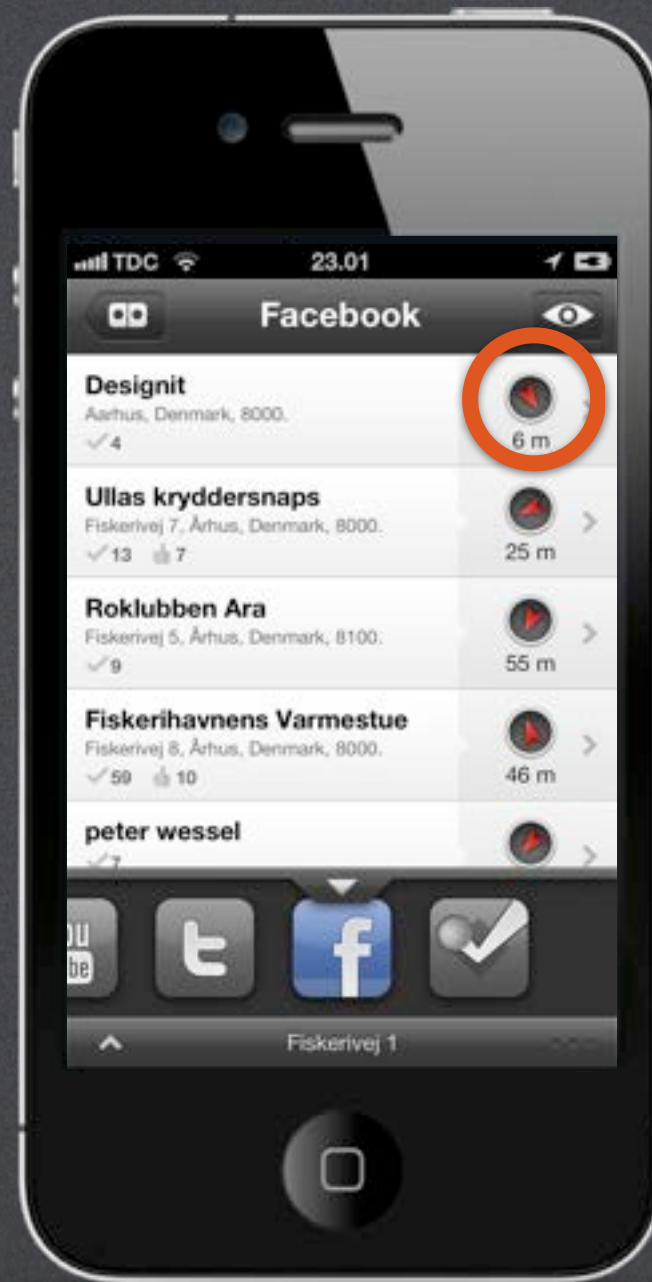 TDC 23.01
Facebook
Designit
Aarhus, Denmark, 8000.
4
6 m
Ullas kryddersnaps
Fiskerivej 7, Århus, Denmark, 8000.
13 7
25 m
Roklubben Ara
Fiskerivej 5, Århus, Denmark, 8100.
9
55 m
Fiskerihavnens Varmestue
Fiskerivej 8, Århus, Denmark, 8000.
59 10
46 m
peter wessel
7
t f
Fiskerivej 1